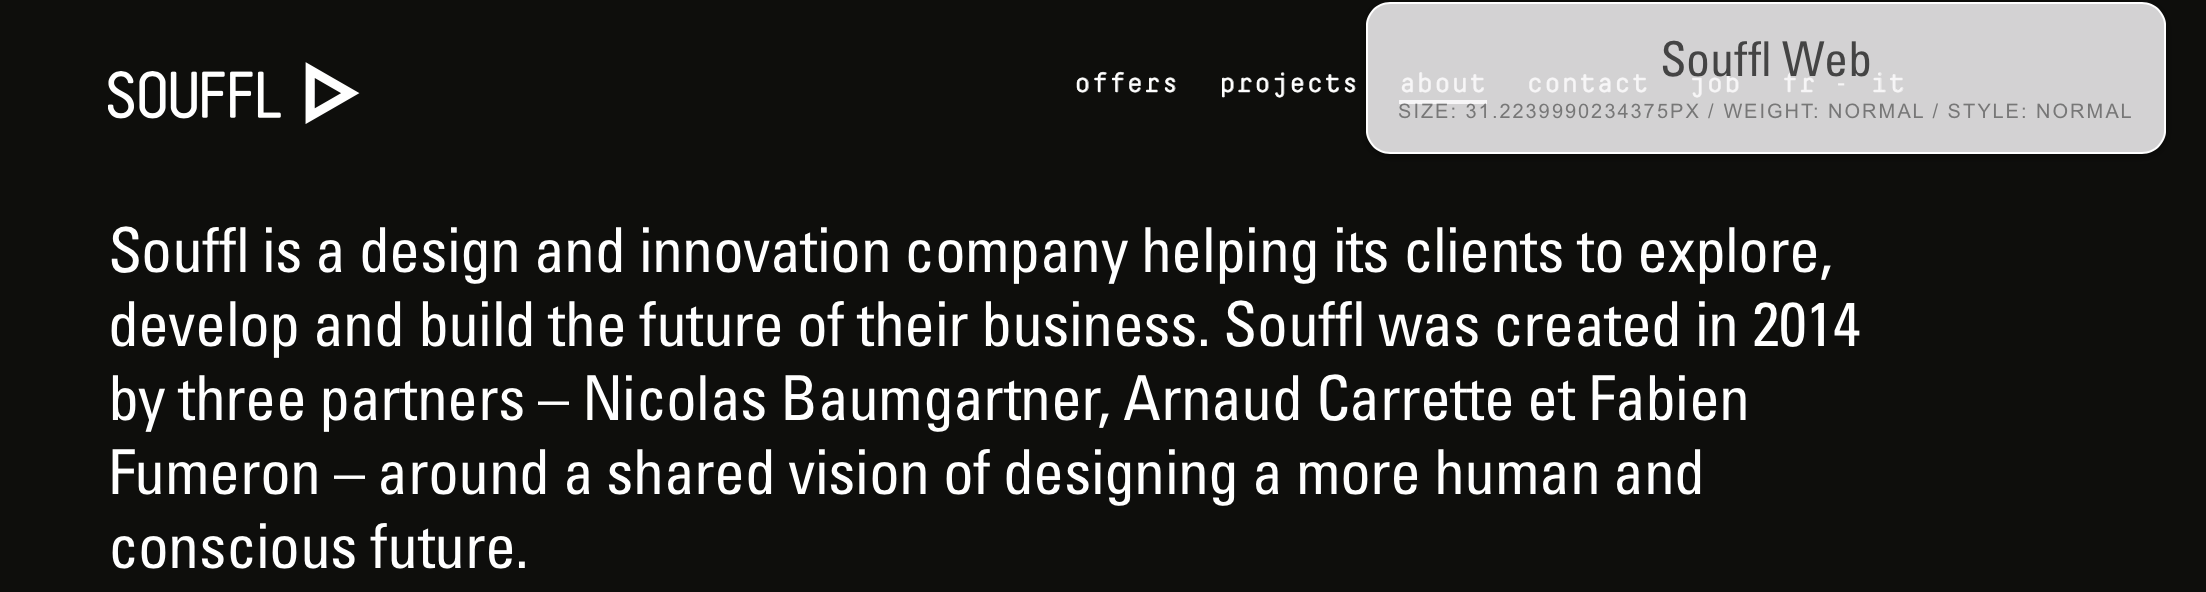 SOUFFL
offers projects about contact job fr - it
Souffl Web
SIZE: 31.2239990234375PX / WEIGHT: NORMAL / STYLE: NORMAL
Souffl is a design and innovation company helping its clients to explore,
develop and build the future of their business. Souffl was created in 2014
by three partners – Nicolas Baumgartner, Arnaud Carrette et Fabien
Fumeron – around a shared vision of designing a more human and
conscious future.